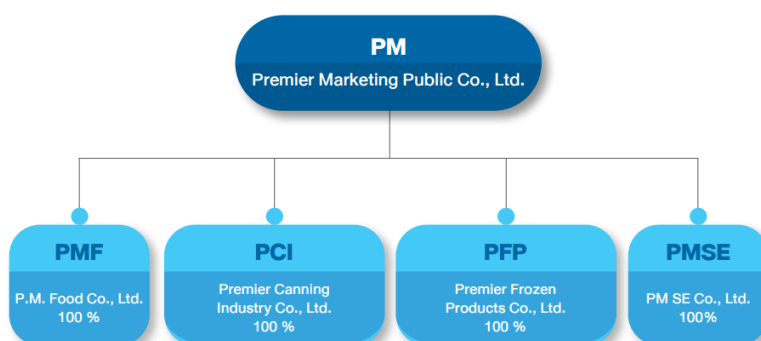 PM
Premier Marketing Public Co., Ltd.
PMF
P.M. Food Co., Ltd.
100 %
PCI
Premier Canning
Industry Co., Ltd.
100 %
PFP
Premier Frozen
Products Co., Ltd.
100 %
PMSE
PM SE Co., Ltd.
100%